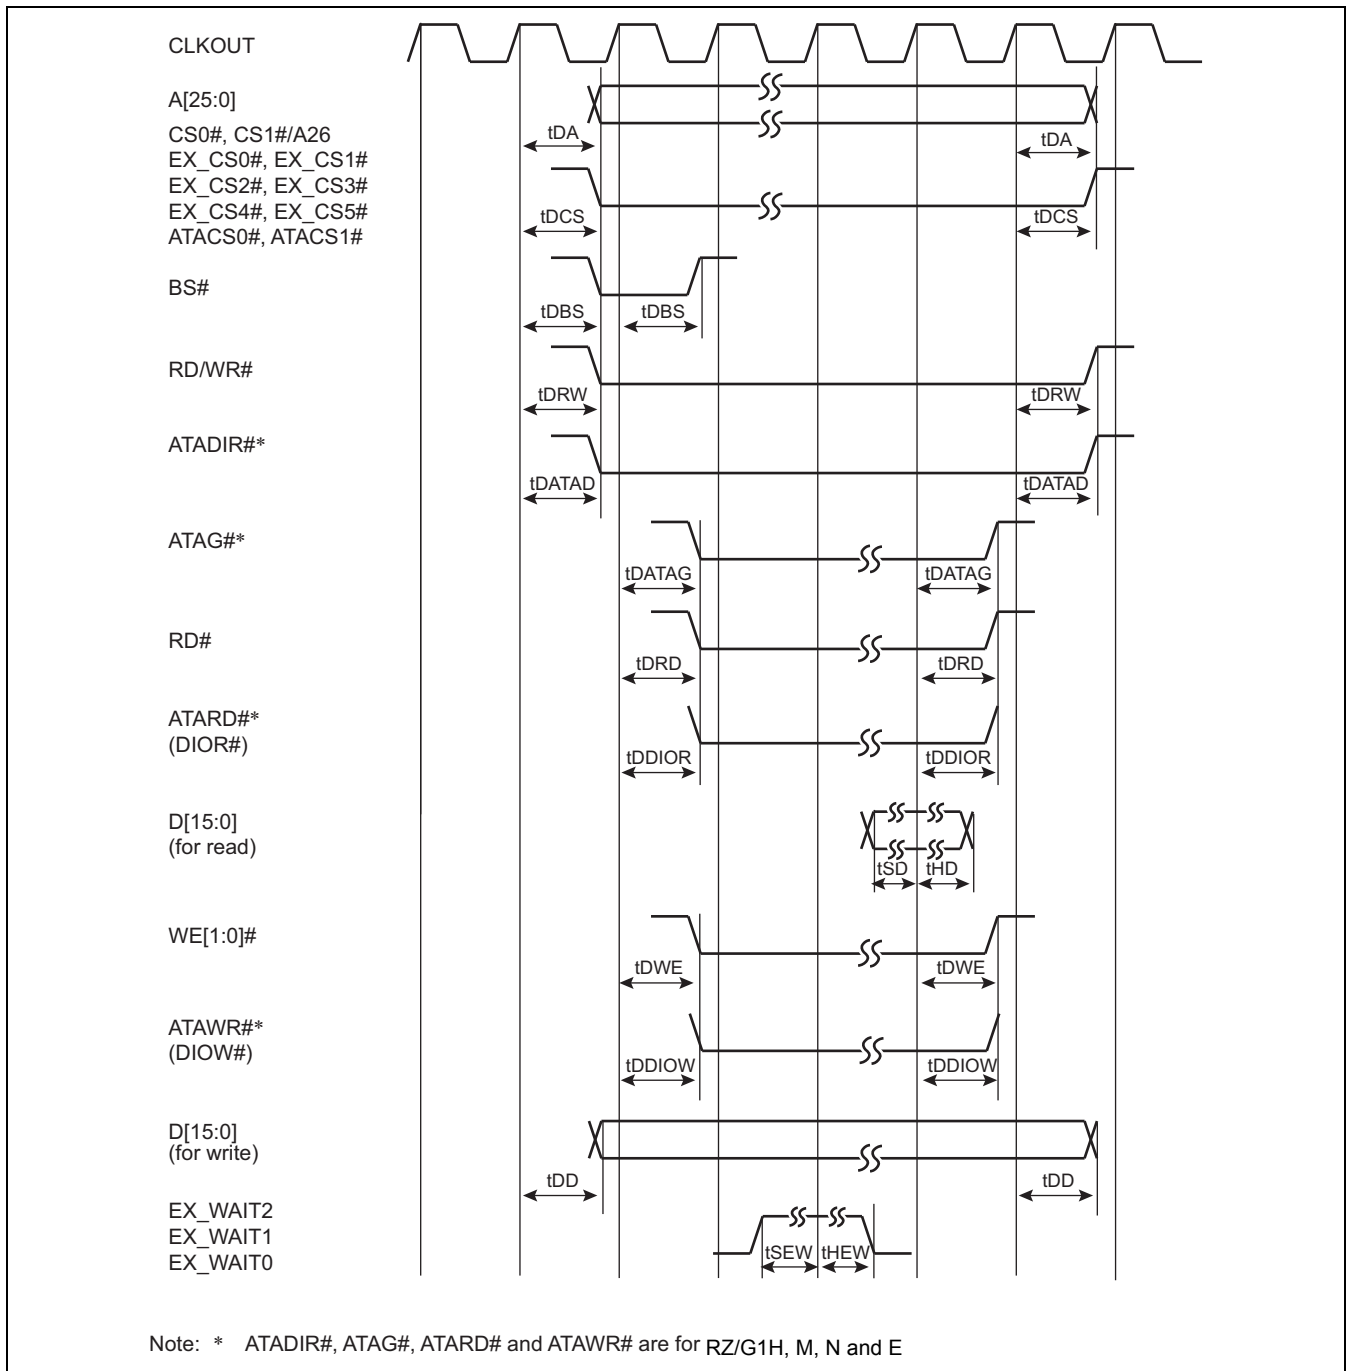 CLKOUT
A[25:0]
CS0#, CS1#/A26
EX_CS0#, EX_CS1#
EX_CS2#, EX_CS3#
EX_CS4#, EX_CS5#
ATACS0#, ATACS1#
tDA tDA
tDCS tDCS
BS#
tDBS tDBS
RD/WR#
tDRW tDRW
ATADIR#*
tDATAD tDATAD
ATAG#*
tDATAG tDATAG
RD#
tDRD tDRD
ATARD#*
(DIOR#)
tDDIOR tDDIOR
D[15:0]
(for read)
tSD tHD
WE[1:0]#
tDWE tDWE
ATAWR#*
(DIOW#)
tDDIOW tDDIOW
D[15:0]
(for write)
tDD tDD
EX_WAIT2
EX_WAIT1
EX_WAIT0
tSEW tHEW
Note: * ATADIR#, ATAG#, ATARD# and ATAWR# are for RZ/G1H, M, N and E